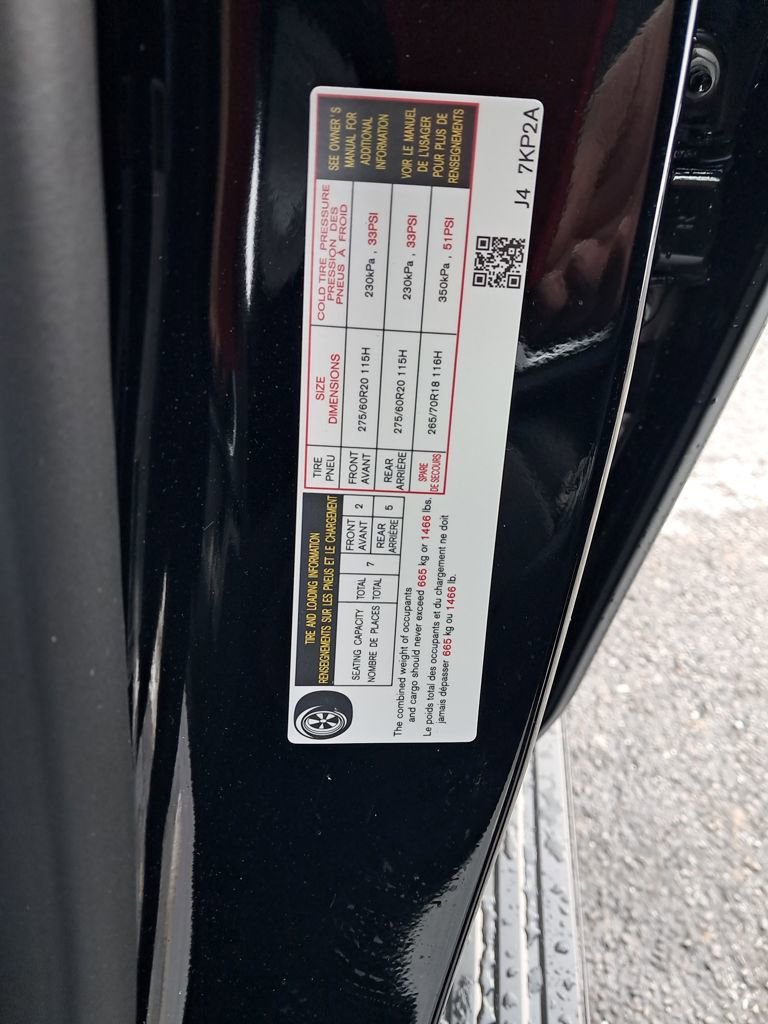 TIRE AND LOADING INFORMATION
RENSEIGNEMENTS SUR LES PNEUS ET LE CHARGEMENT
SEATING CAPACITY
NOMBRE DE PLACES
TOTAL
TOTAL
7
FRONT
AVANT
2
REAR
ARRIÈRE
5
The combined weight of occupants
and cargo should never exceed 665 kg or 1466 lbs.
Le poids total des occupants et du chargement ne doit
jamais dépasser 665 kg ou 1466 lb.
TIRE
PNEU
SIZE
DIMENSIONS
COLD TIRE PRESSURE
PRESSION DES
PNEUS À FROID
FRONT
AVANT
275/60R20 115H
230kPa , 33PSI
REAR
ARRIÈRE
275/60R20 115H
230kPa , 33PSI
SPARE
DE SECOURS
265/70R18 116H
350kPa , 51PSI
SEE OWNER'S
MANUAL FOR
ADDITIONAL
INFORMATION
VOIR LE MANUEL
DE L'USAGER
POUR PLUS DE
RENSEIGNEMENTS
J4 7KP2A